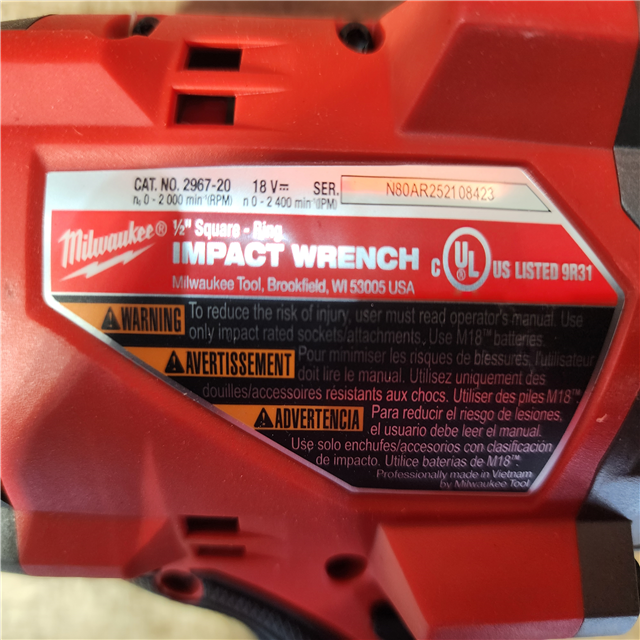 CAT. NO. 2967-20 18 V⎓ SER. N80AR252108423
n₀ 0 - 2 000 min⁻¹(RPM) n 0 - 2 400 min⁻¹(IPM)
Milwaukee®
½" Square - Ring
IMPACT WRENCH
Milwaukee Tool, Brookfield, WI 53005 USA
C UL® US LISTED 9R31
WARNING To reduce the risk of injury, user must read operator's manual. Use
only impact rated sockets/attachments. Use M18™ batteries.
AVERTISSEMENT Pour minimiser les risques de blessures, l'utilisateur
doit lire le manuel. Utilisez uniquement des
douilles/accessoires résistants aux chocs. Utiliser des piles M18™.
ADVERTENCIA Para reducir el riesgo de lesiones,
el usuario debe leer el manual.
Use solo enchufes/accesorios con clasificación
de impacto. Utilice baterías de M18™.
Professionally made in Vietnam
by Milwaukee Tool